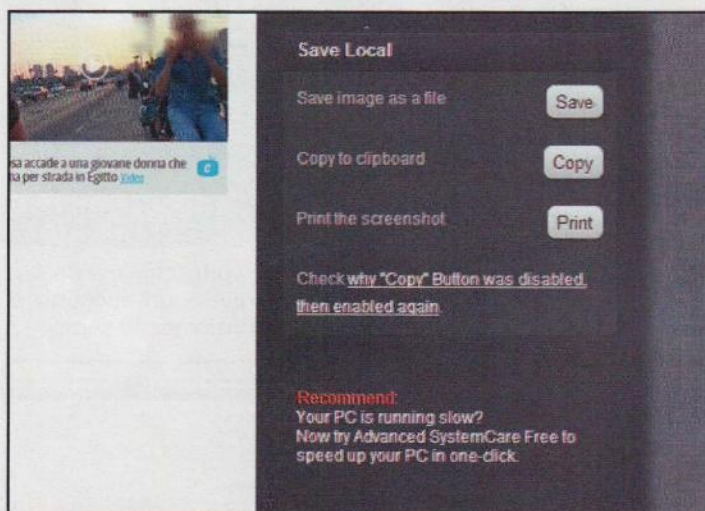 sa accade a una giovane donna che
na per strada in Egitto Video
Save Local
Save image as a file
Save
Copy to clipboard
Copy
Print the screenshot
Print
Check why "Copy" Button was disabled,
then enabled again.
Recommend:
Your PC is running slow?
Now try Advanced SystemCare Free to
speed up your PC in one-click.